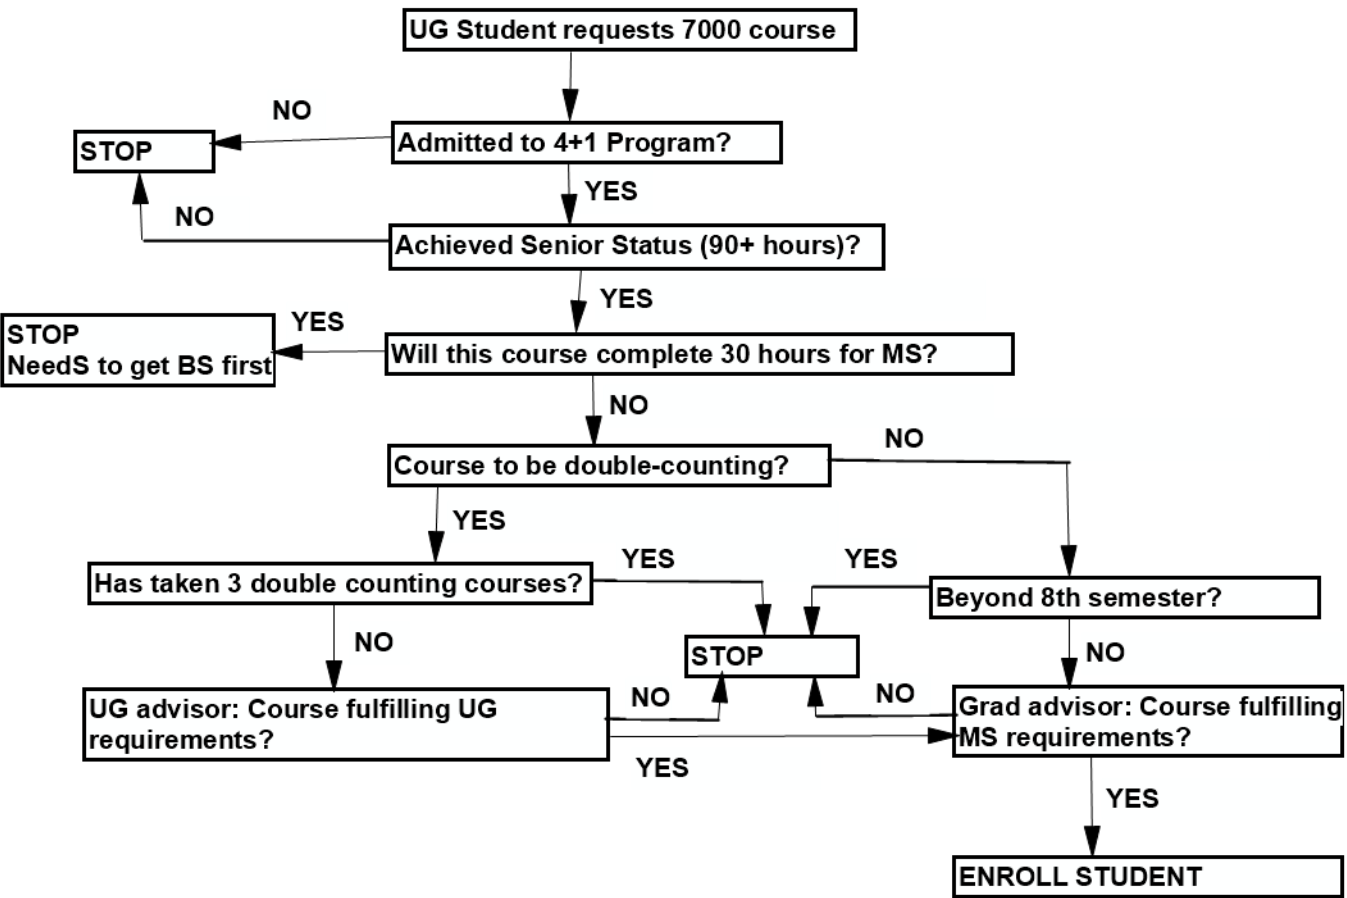 UG Student requests 7000 course
NO
Admitted to 4+1 Program?
STOP
YES
NO
Achieved Senior Status (90+ hours)?
YES
STOP
NeedS to get BS first
YES
Will this course complete 30 hours for MS?
NO
NO
Course to be double-counting?
YES
YES
YES
Has taken 3 double counting courses?
Beyond 8th semester?
NO
STOP
NO
UG advisor: Course fulfilling UG
requirements?
NO
NO
Grad advisor: Course fulfilling
MS requirements?
YES
YES
ENROLL STUDENT